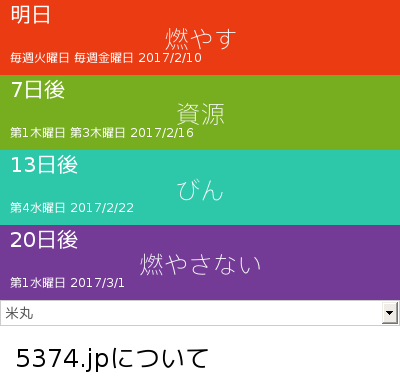 明日
燃やす
毎週火曜日 毎週金曜日 2017/2/10
7日後
資源
第1木曜日 第3木曜日 2017/2/16
13日後
びん
第4水曜日 2017/2/22
20日後
燃やさない
第1水曜日 2017/3/1
米丸
5374.jpについて